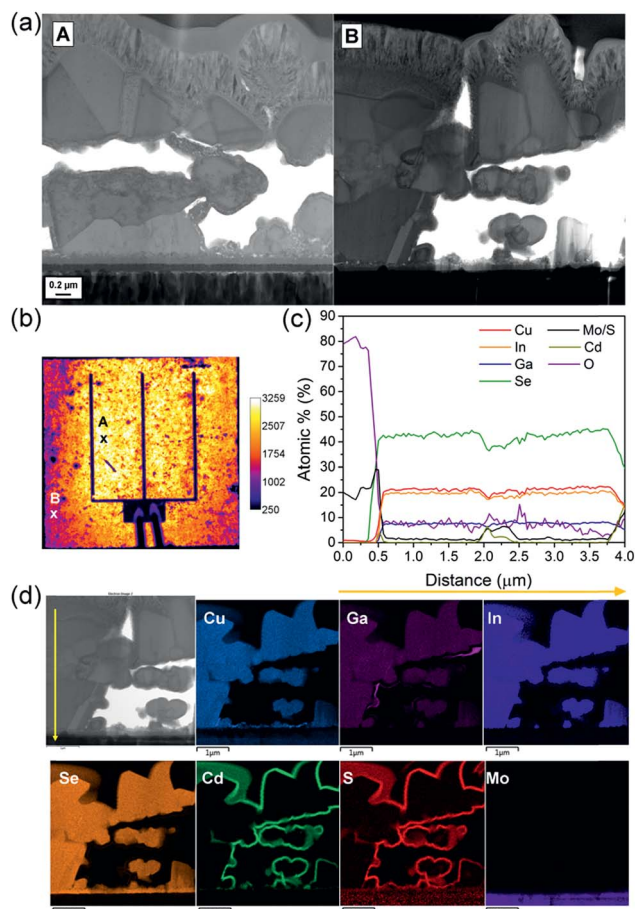 (a)
A
B
0.2 μm
(b)
A
x
B
x
3259
2507
1754
1002
250
(c)
Atomic % (%)
90
80
70
60
50
40
30
20
10
0
Cu
In
Ga
Se
Mo/S
Cd
O
0.0 0.5 1.0 1.5 2.0 2.5 3.0 3.5 4.0
Distance (μm)
(d)
Cu
Ga
In
1μm
1μm
1μm
Se
Cd
S
Mo